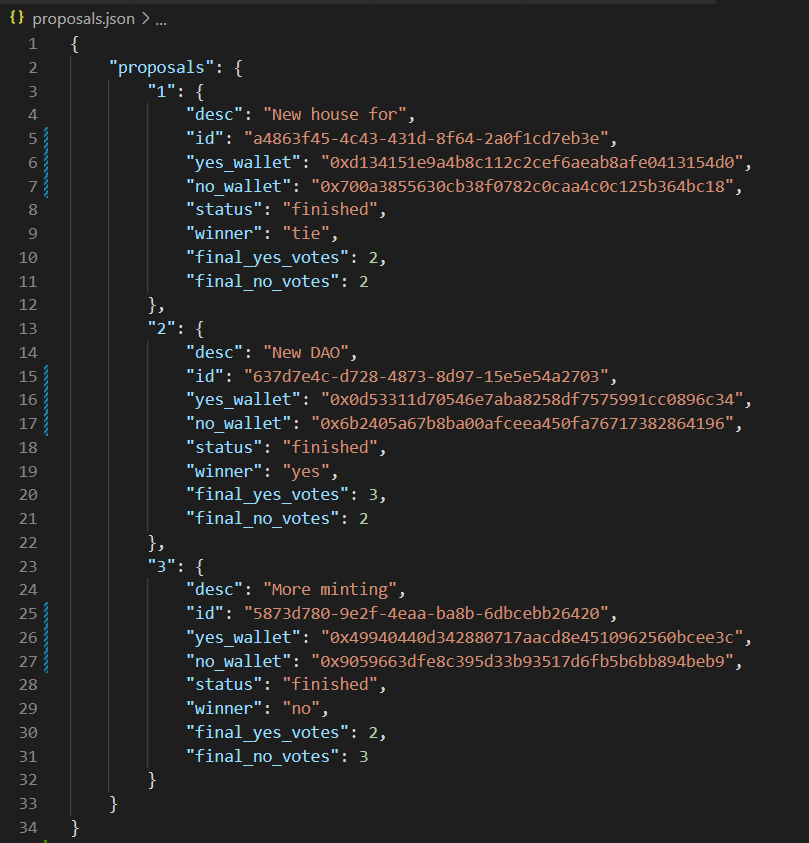 {} proposals.json > ...
1 {
2 "proposals": {
3 "1": {
4 "desc": "New house for",
5 "id": "a4863f45-4c43-431d-8f64-2a0f1cd7eb3e",
6 "yes_wallet": "0xd134151e9a4b8c112c2cef6aeab8afe0413154d0",
7 "no_wallet": "0x700a3855630cb38f0782c0caa4c0c125b364bc18",
8 "status": "finished",
9 "winner": "tie",
10 "final_yes_votes": 2,
11 "final_no_votes": 2
12 },
13 "2": {
14 "desc": "New DAO",
15 "id": "637d7e4c-d728-4873-8d97-15e5e54a2703",
16 "yes_wallet": "0x0d53311d70546e7aba8258df7575991cc0896c34",
17 "no_wallet": "0x6b2405a67b8ba00afceea450fa76717382864196",
18 "status": "finished",
19 "winner": "yes",
20 "final_yes_votes": 3,
21 "final_no_votes": 2
22 },
23 "3": {
24 "desc": "More minting",
25 "id": "5873d780-9e2f-4eaa-ba8b-6dbcebb26420",
26 "yes_wallet": "0x49940440d342880717aacd8e4510962560bcee3c",
27 "no_wallet": "0x9059663dfe8c395d33b93517d6fb5b6bb894beb9",
28 "status": "finished",
29 "winner": "no",
30 "final_yes_votes": 2,
31 "final_no_votes": 3
32 }
33 }
34 }